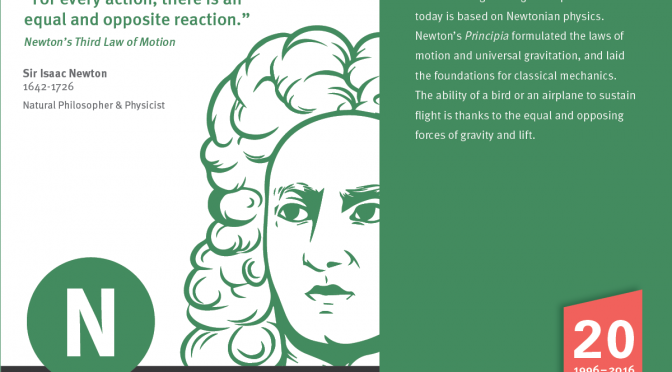 “For every action, there is an
equal and opposite reaction.”
Newton’s Third Law of Motion
Sir Isaac Newton
1642-1726
Natural Philosopher & Physicist
N
today is based on Newtonian physics.
Newton’s Principia formulated the laws of
motion and universal gravitation, and laid
the foundations for classical mechanics.
The ability of a bird or an airplane to sustain
flight is thanks to the equal and opposing
forces of gravity and lift.
20
1996–2016